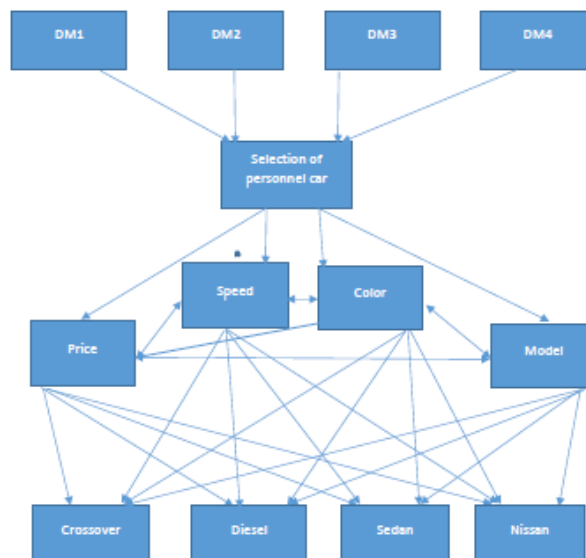 DM1
DM2
DM3
DM4
Selection of
personnel car
Speed
Color
Price
Model
Crossover
Diesel
Sedan
Nissan